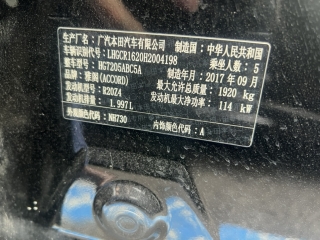 生产厂名：广汽本田汽车有限公司 制造国：中华人民共和国
车辆识别代号：LHGCR1620H2004198 乘坐人数：5
整车型号：HG7205ABC5A 制造年月：2017年09月
品牌：雅阁(ACCORD) 最大允许总质量：1920 kg
发动机型号：R20Z4 发动机最大净功率：114 kW
发动机排量：1.997L
外饰颜色代码：NH730 内饰颜色代码：A